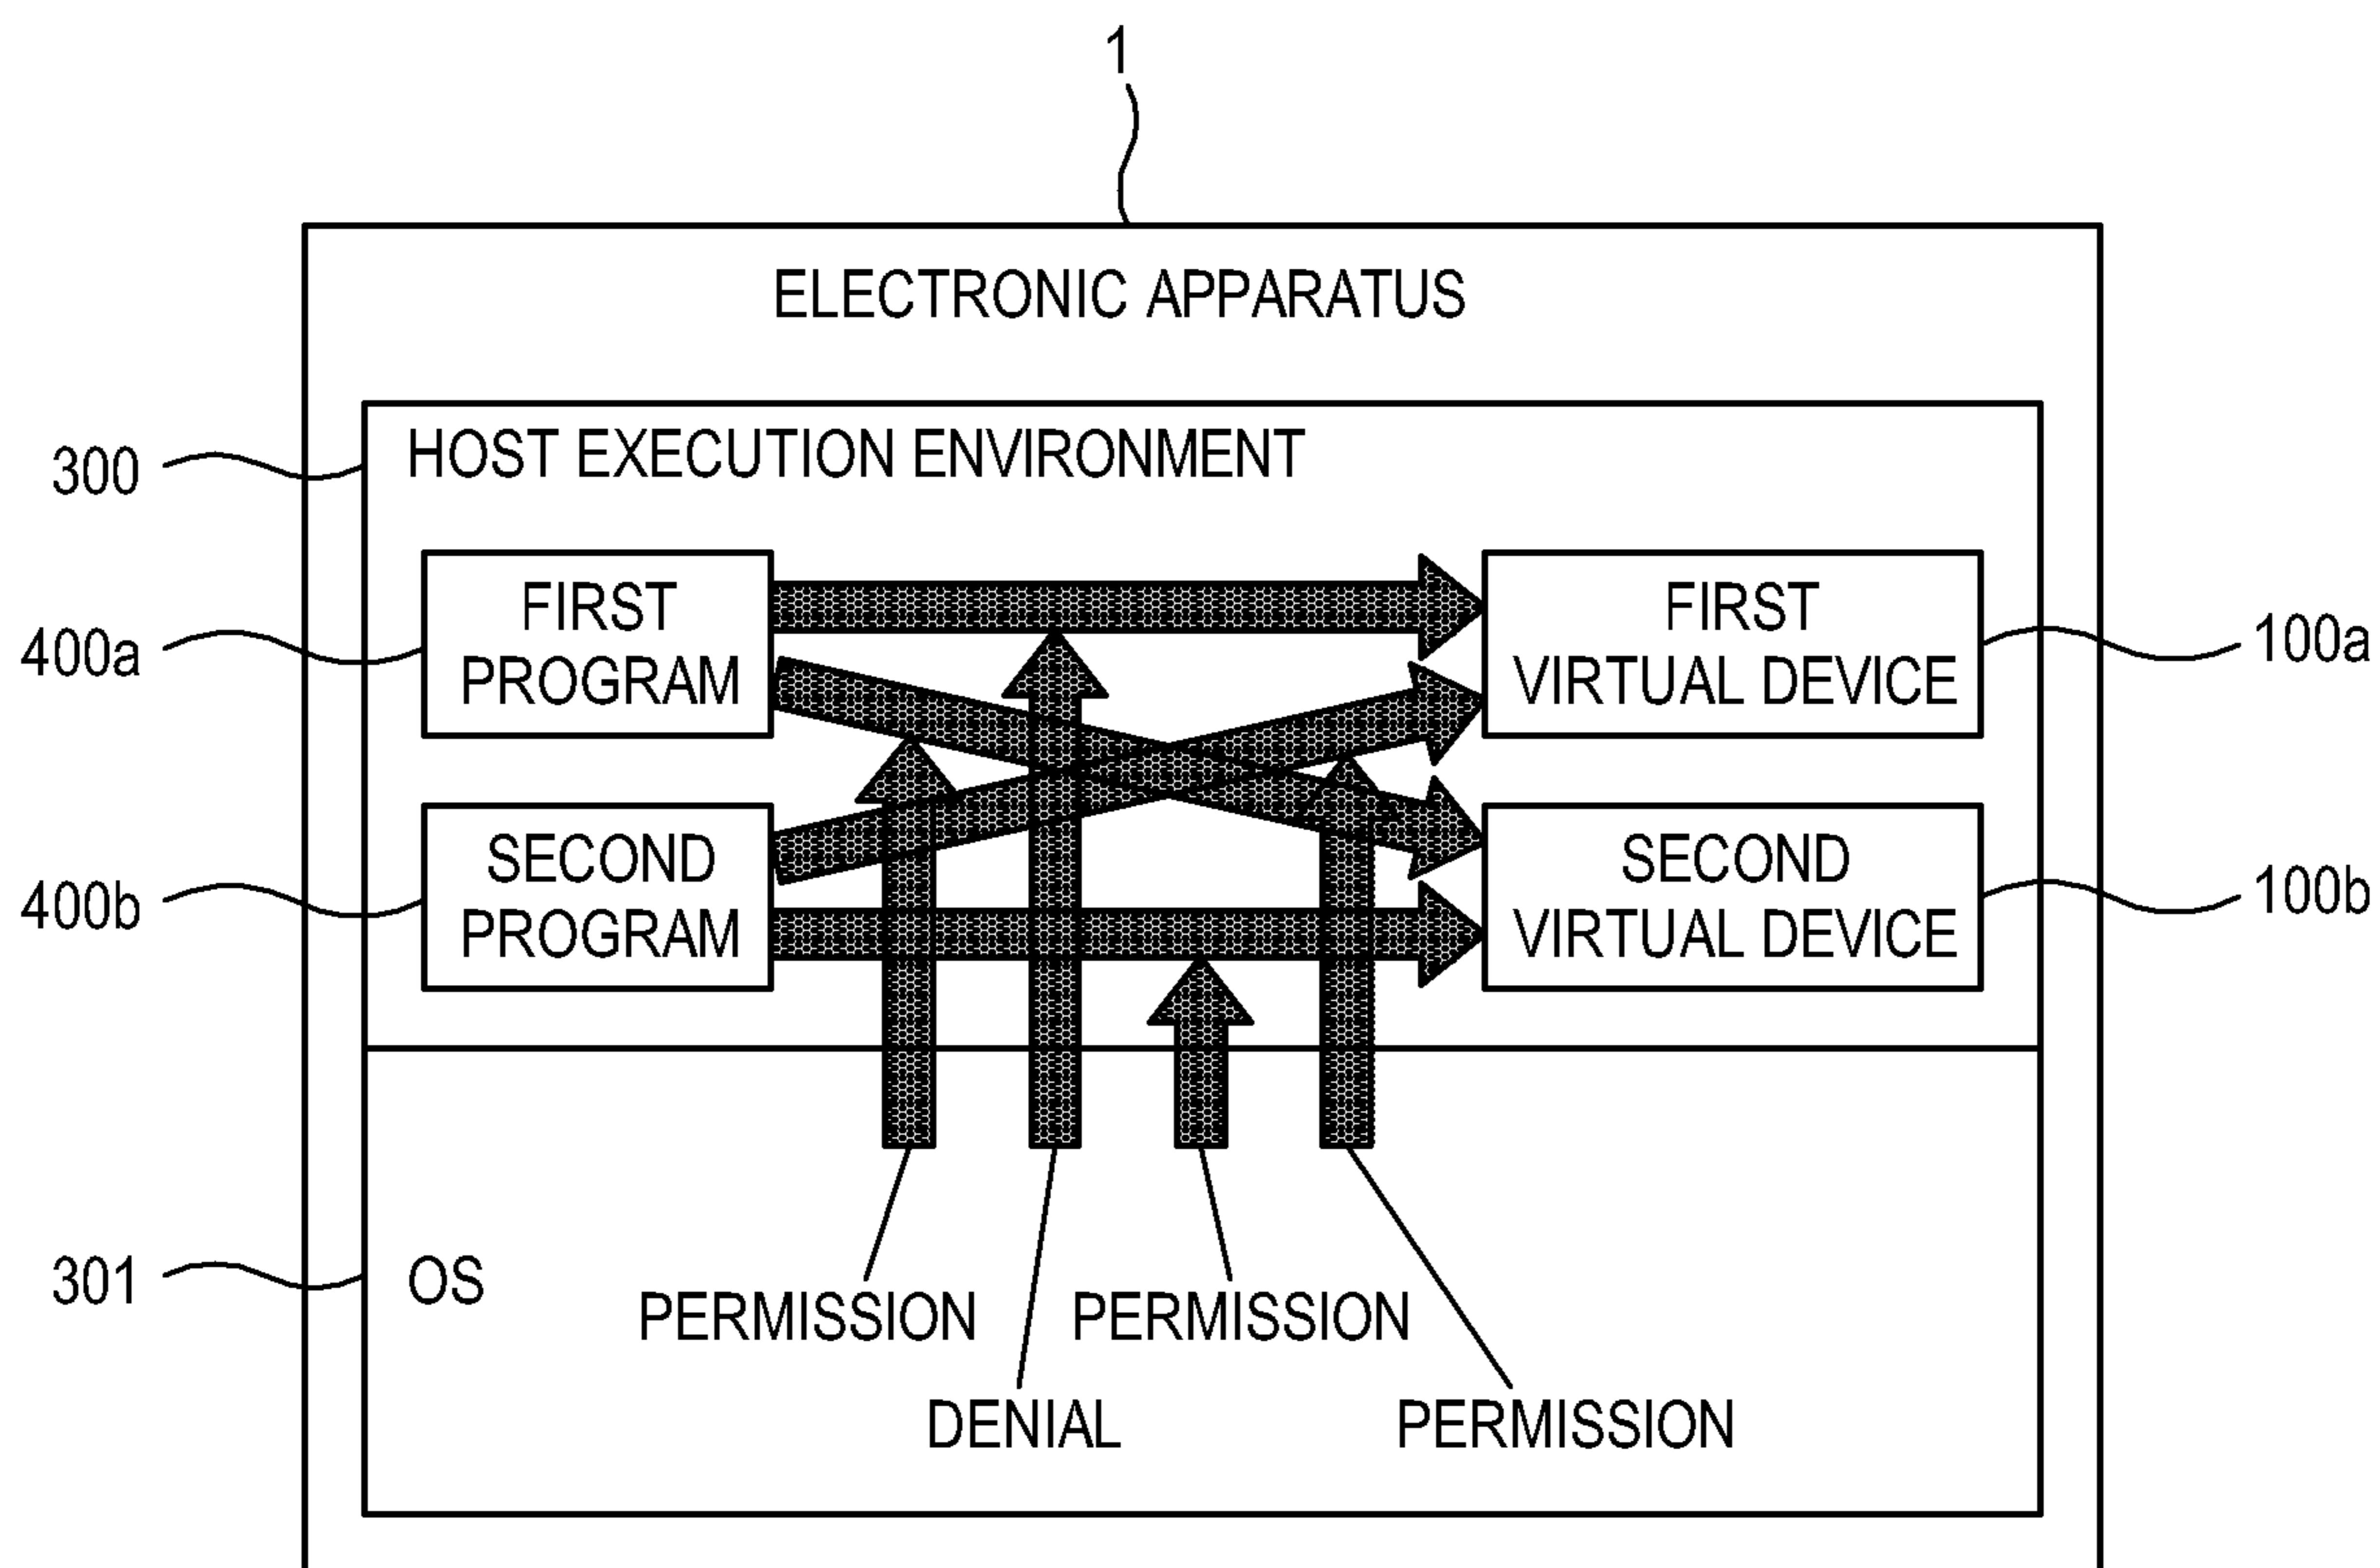 1
ELECTRONIC APPARATUS
300
HOST EXECUTION ENVIRONMENT
400a
FIRST
PROGRAM
FIRST
VIRTUAL DEVICE
100a
400b
SECOND
PROGRAM
SECOND
VIRTUAL DEVICE
100b
301
OS
PERMISSION
PERMISSION
DENIAL
PERMISSION